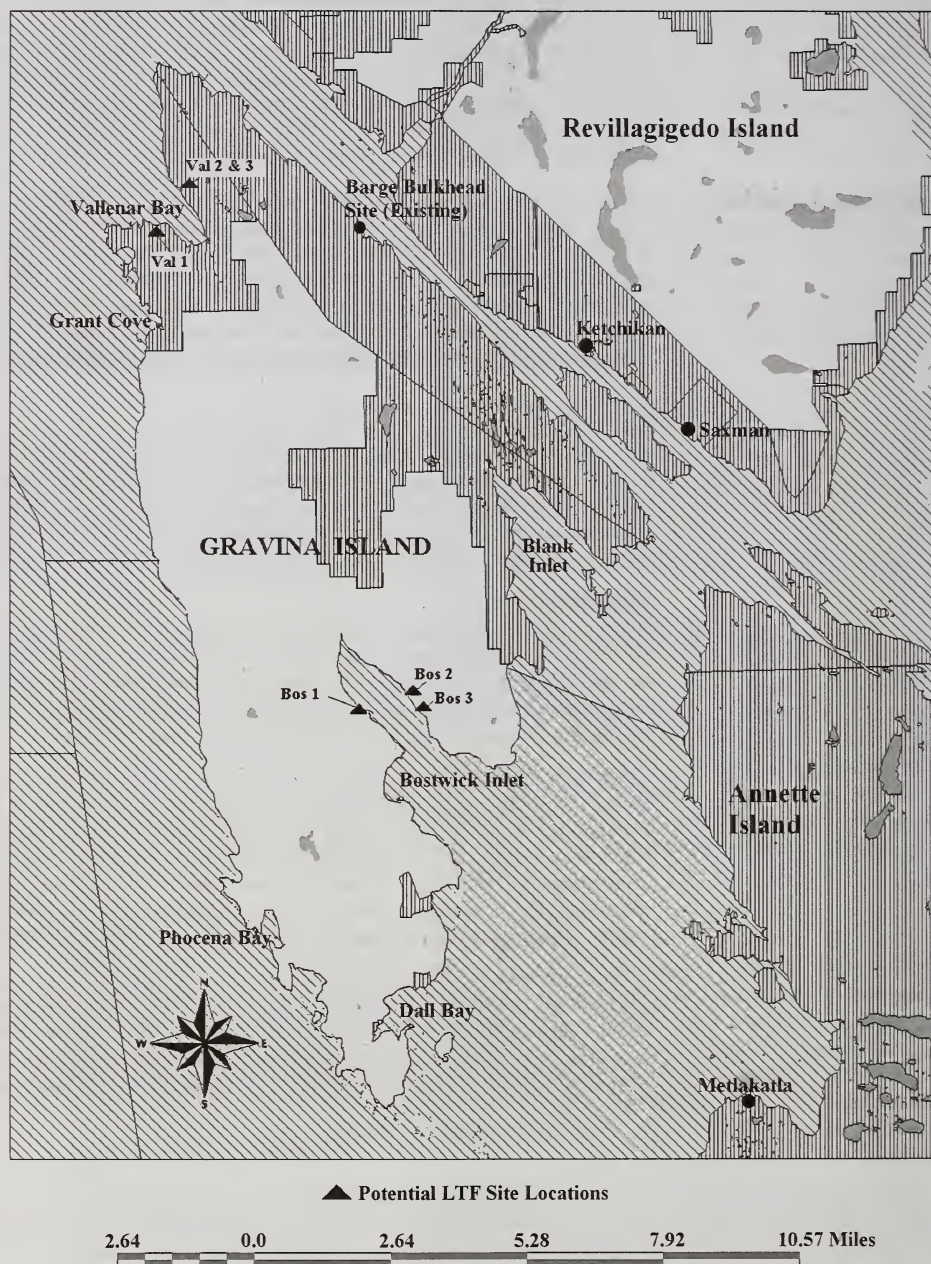 Revillagigedo Island
Val 2 & 3
Barge Bulkhead
Site (Existing)
Vallenar Bay
Val 1
Grant Cove
Ketchikan
Saxman
GRAVINA ISLAND
Blank
Inlet
Bos 2
Bos 1
Bos 3
Bostwick Inlet
Annette
Island
Phocena Bay
N
Dall Bay
W
E
S
Metlakatla
Potential LTF Site Locations
2.64 0.0 2.64 5.28 7.92 10.57 Miles